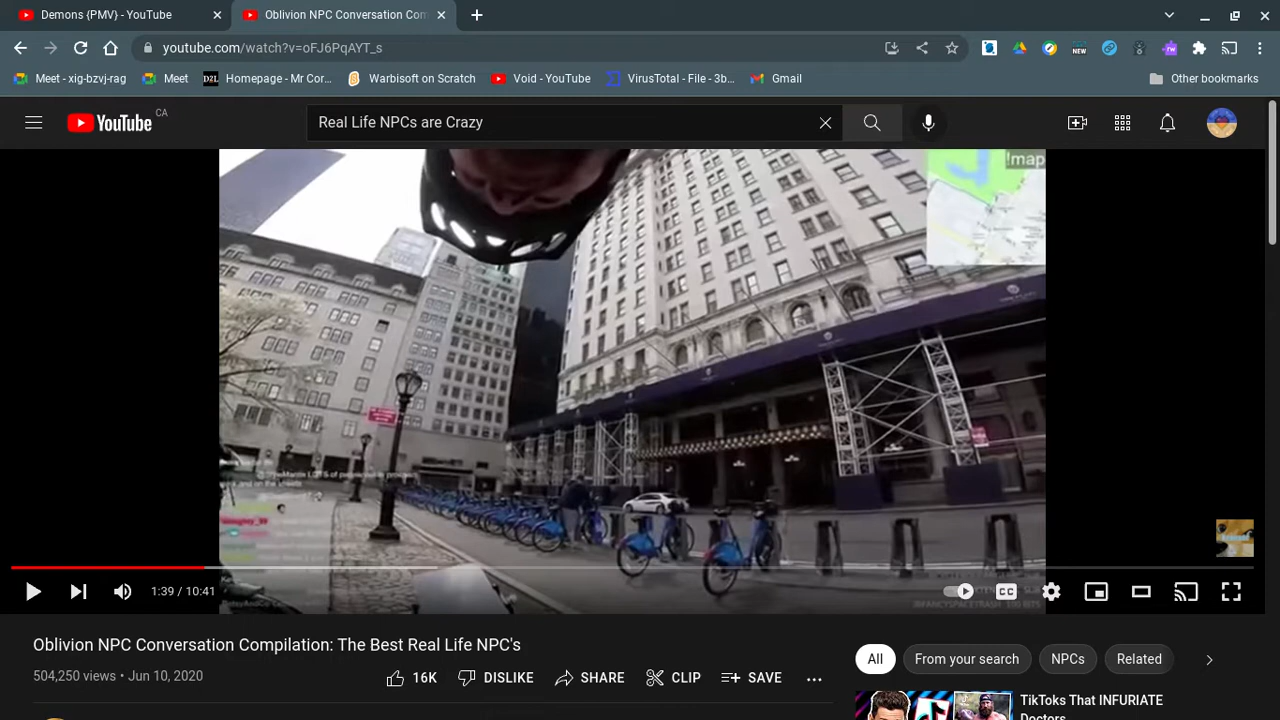 Demons {PMV} - YouTube
Oblivion NPC Conversation Com
youtube.com/watch?v=oFJ6PqAYT_s
NEW
Meet - xig-bzvj-rag
Meet
D2L
Homepage - Mr Cor...
Warbisoft on Scratch
Void - YouTube
VirusTotal - File - 3b...
Gmail
Other bookmarks
YouTube
CA
Real Life NPCs are Crazy
!map
1:39 / 10:41
CC
Oblivion NPC Conversation Compilation: The Best Real Life NPC's
504,250 views • Jun 10, 2020
16K
DISLIKE
SHARE
CLIP
SAVE
All
From your search
NPCs
Related
TikToks That INFURIATE
Doctors